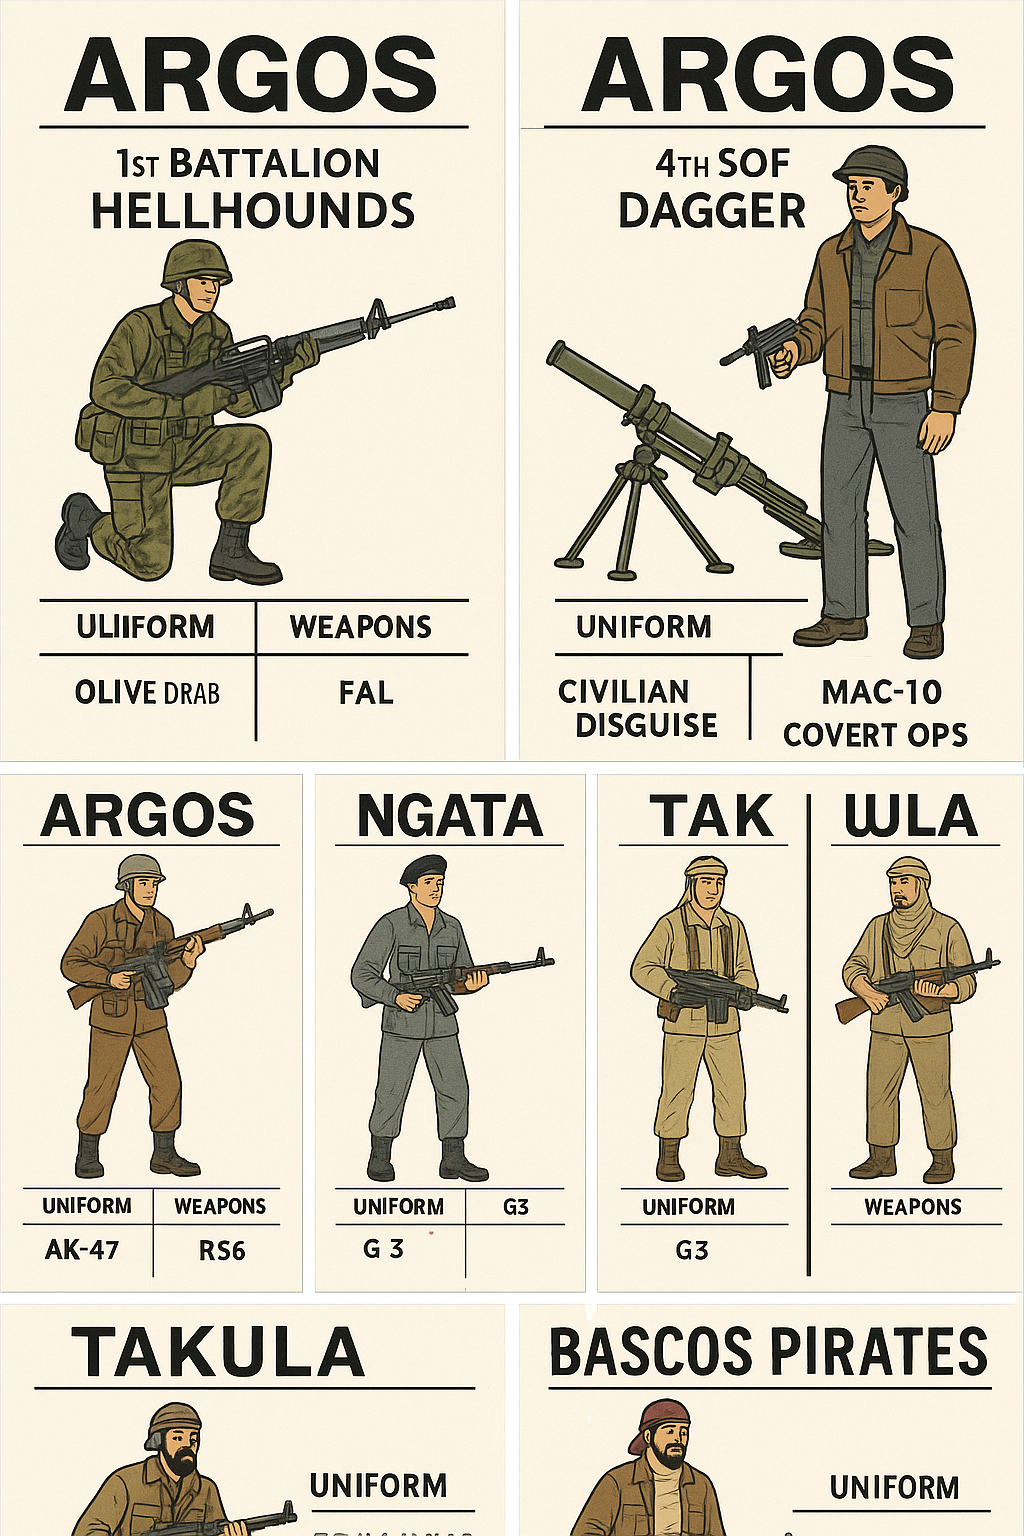 ARGOS
1ST BATTALION
HELLHOUNDS
ULIIFORM
WEAPONS
OLIVE DRAB
FAL
ARGOS
4TH SOF
DAGGER
UNIFORM
CIVILIAN
DISGUISE
MAC-10
COVERT OPS
ARGOS
UNIFORM
WEAPONS
AK-47
RS6
NGATA
UNIFORM
G3
G 3
TAK
UNIFORM
G3
WLA
WEAPONS
TAKULA
UNIFORM
BASCOS PIRATES
UNIFORM